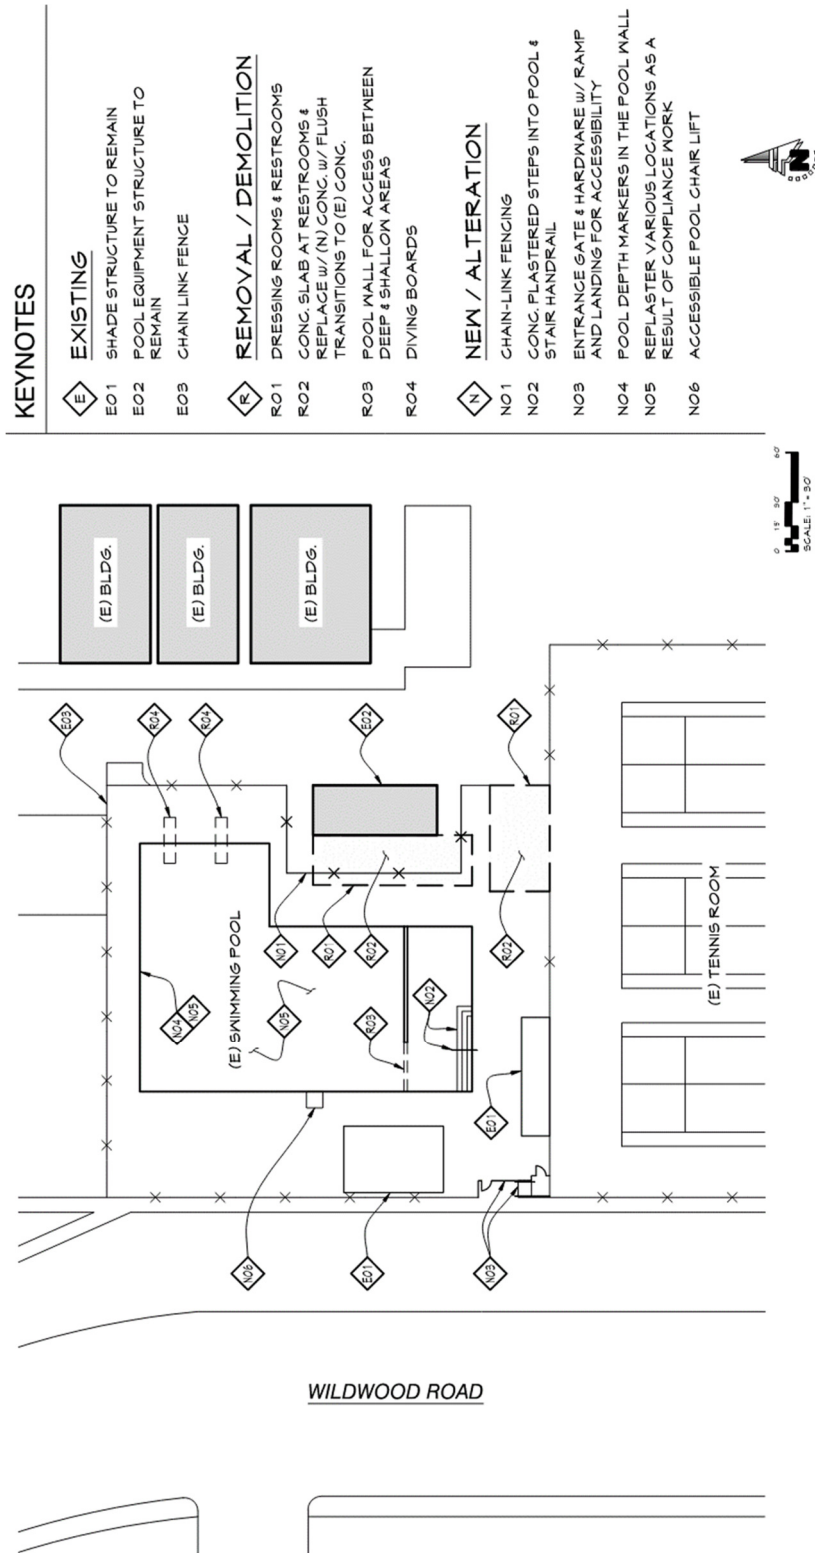 KEYNOTES
E EXISTING
E01 SHADE STRUCTURE TO REMAIN
E02 POOL EQUIPMENT STRUCTURE TO
REMAIN
E03 CHAIN LINK FENCE
R REMOVAL / DEMOLITION
R01 DRESSING ROOMS & RESTROOMS
R02 CONC. SLAB AT RESTROOMS &
REPLACE W/ (N) CONC. W/ FLUSH
TRANSITIONS TO (E) CONC.
R03 POOL WALL FOR ACCESS BETWEEN
DEEP & SHALLOW AREAS
R04 DIVING BOARDS
N NEW / ALTERATION
N01 CHAIN-LINK FENCING
N02 CONC. PLASTERED STEPS INTO POOL &
STAIR HANDRAIL
N03 ENTRANCE GATE & HARDWARE W/ RAMP
AND LANDING FOR ACCESSIBILITY
N04 POOL DEPTH MARKERS IN THE POOL WALL
N05 REPLASTER VARIOUS LOCATIONS AS A
RESULT OF COMPLIANCE WORK
N06 ACCESSIBLE POOL CHAIR LIFT
N
0 15' 30' 60'
SCALE: 1" = 30'
(E) BLDG.
(E) BLDG.
(E) BLDG.
E03
R04
R04
E02
R01
N01
R01
R02
R02
(E) SWIMMING POOL
N04
N05
N05
R03
N02
(E) TENNIS ROOM
E01
N06
E01
N03
WILDWOOD ROAD